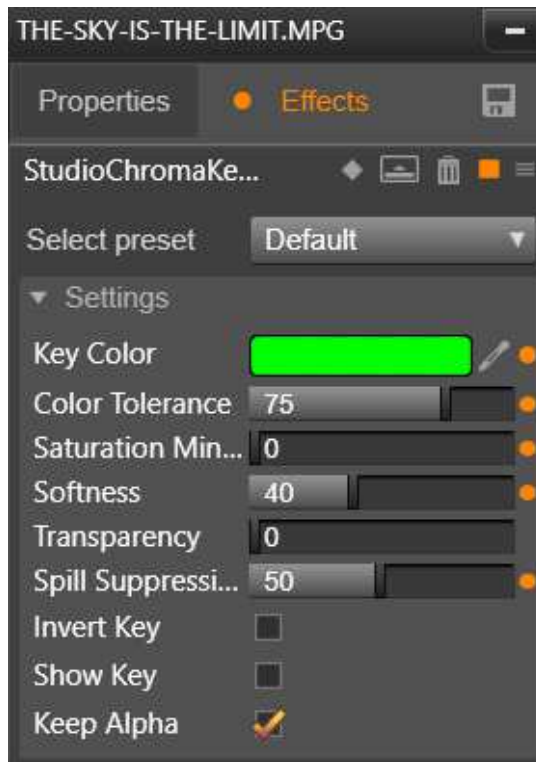 THE-SKY-IS-THE-LIMIT.MPG
Properties Effects
StudioChromaKe...
Select preset Default
Settings
Key Color
Color Tolerance 75
Saturation Min... 0
Softness 40
Transparency 0
Spill Suppressi... 50
Invert Key
Show Key
Keep Alpha